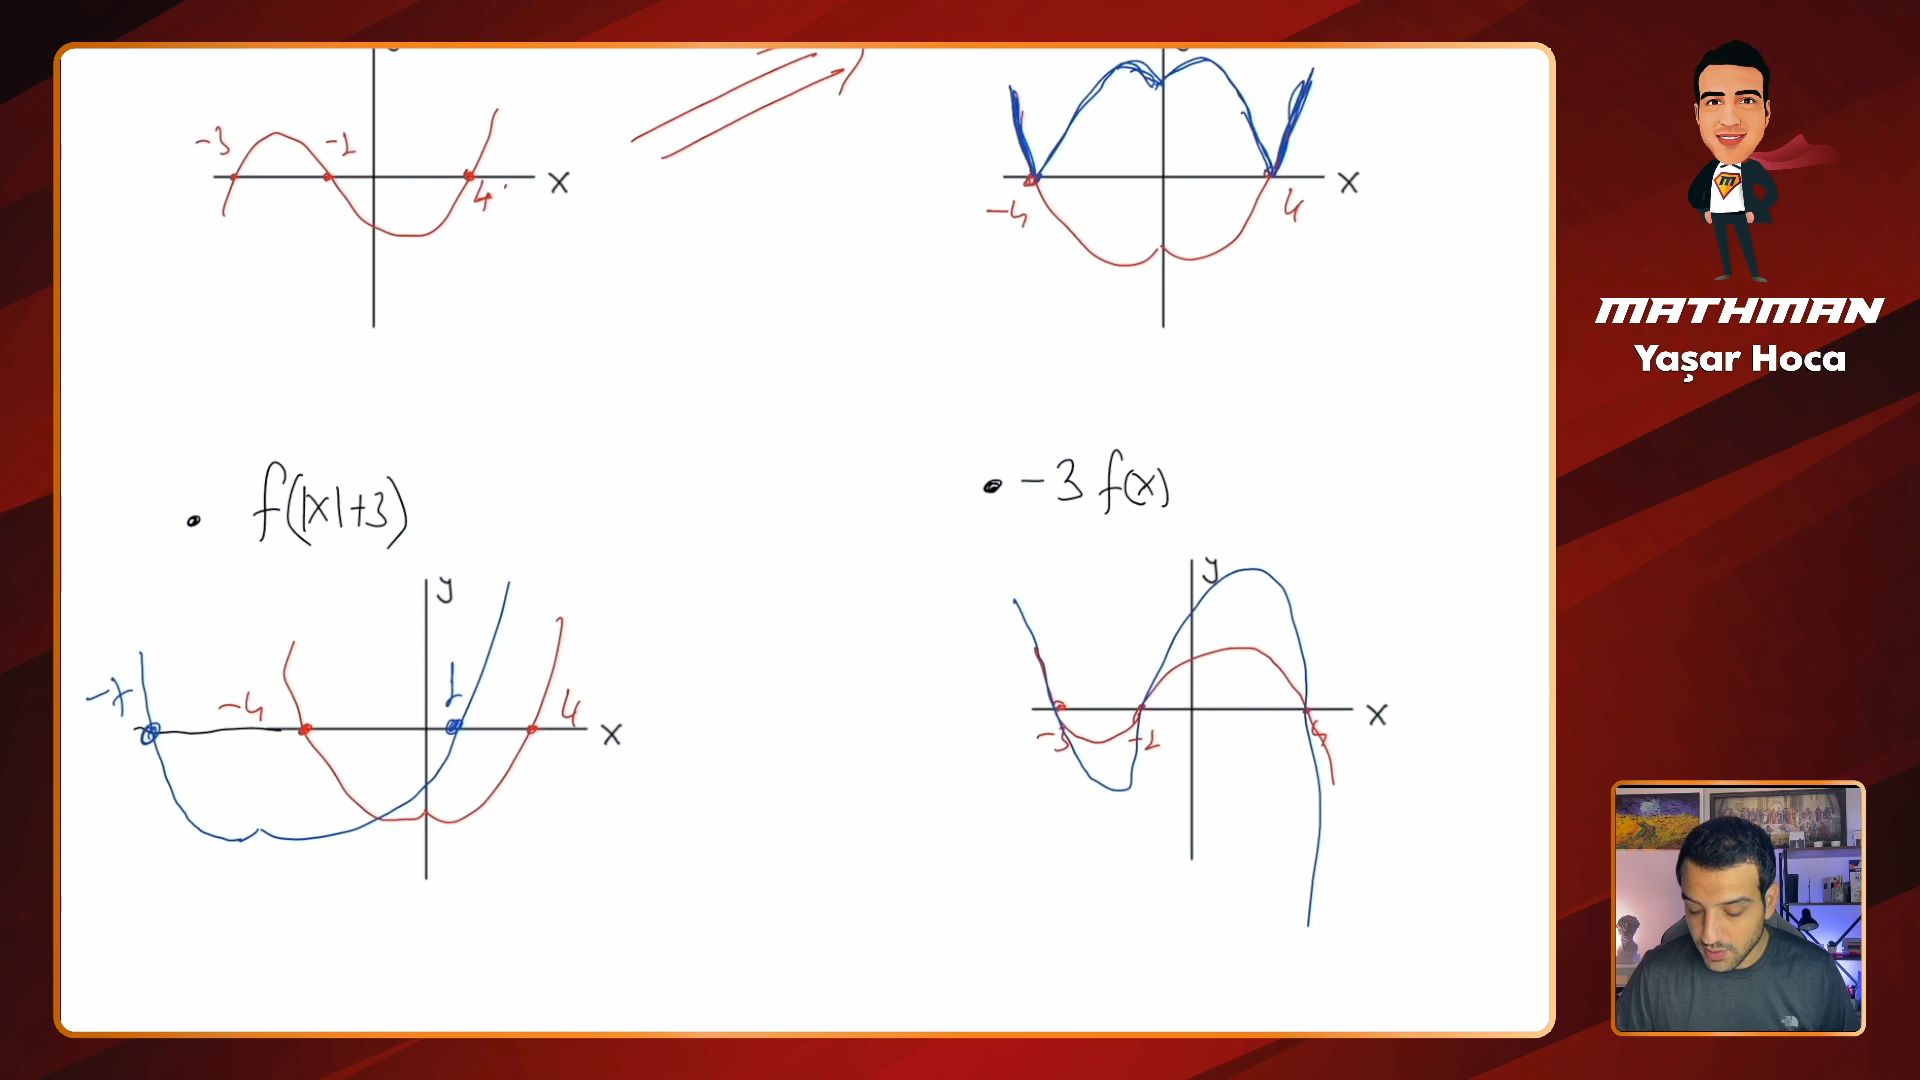 -3
-1
4
X
-4
4
X
MATHMAN
Yaşar Hoca
• f(|x|+3)
• -3 f(x)
y
-7
-4
1
4
X
y
-3
-1
X